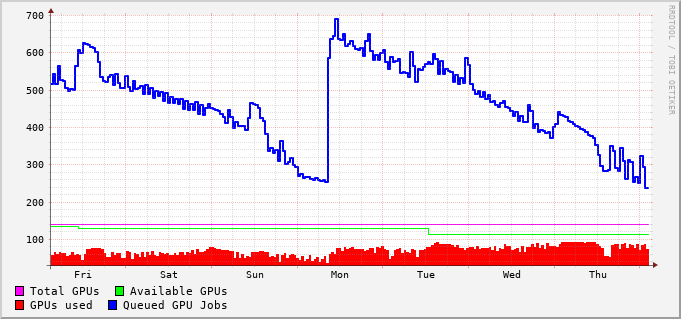 700
600
500
400
300
200
100
Fri Sat Sun Mon Tue Wed Thu
Total GPUs Available GPUs
GPUs used Queued GPU Jobs
RRDTOOL / TOBI OETIKER